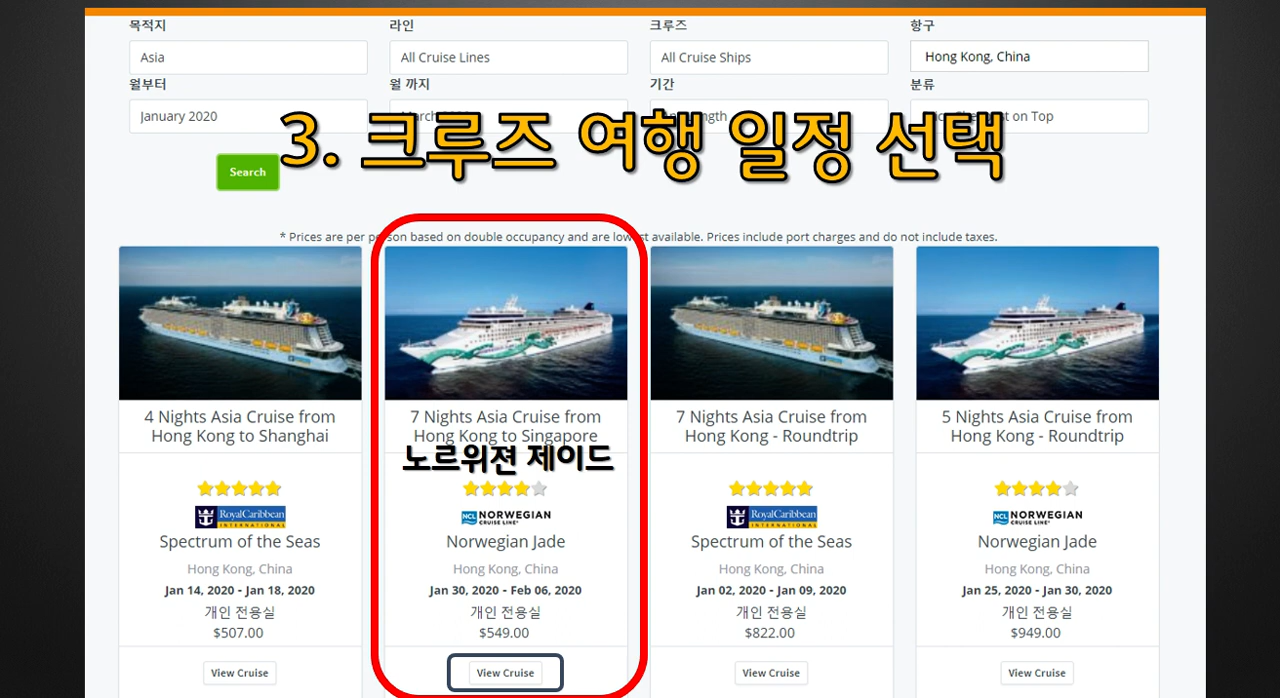 목적지 라인 크루즈 항구
Asia All Cruise Lines All Cruise Ships Hong Kong, China
월부터 월 까지 기간 분류
January 2020 on Top
3. 크루즈 여행 일정 선택
Search
* Prices are per person based on double occupancy and are lowest available. Prices include port charges and do not include taxes.
4 Nights Asia Cruise from
Hong Kong to Shanghai
RoyalCaribbean
INTERNATIONAL
Spectrum of the Seas
Hong Kong, China
Jan 14, 2020 - Jan 18, 2020
개인 전용실
$507.00
View Cruise
7 Nights Asia Cruise from
Hong Kong to Singapore
노르위젼 제이드
NCL NORWEGIAN
CRUISE LINE®
Norwegian Jade
Hong Kong, China
Jan 30, 2020 - Feb 06, 2020
개인 전용실
$549.00
View Cruise
7 Nights Asia Cruise from
Hong Kong - Roundtrip
RoyalCaribbean
INTERNATIONAL
Spectrum of the Seas
Hong Kong, China
Jan 02, 2020 - Jan 09, 2020
개인 전용실
$822.00
View Cruise
5 Nights Asia Cruise from
Hong Kong - Roundtrip
NCL NORWEGIAN
CRUISE LINE®
Norwegian Jade
Hong Kong, China
Jan 25, 2020 - Jan 30, 2020
개인 전용실
$949.00
View Cruise